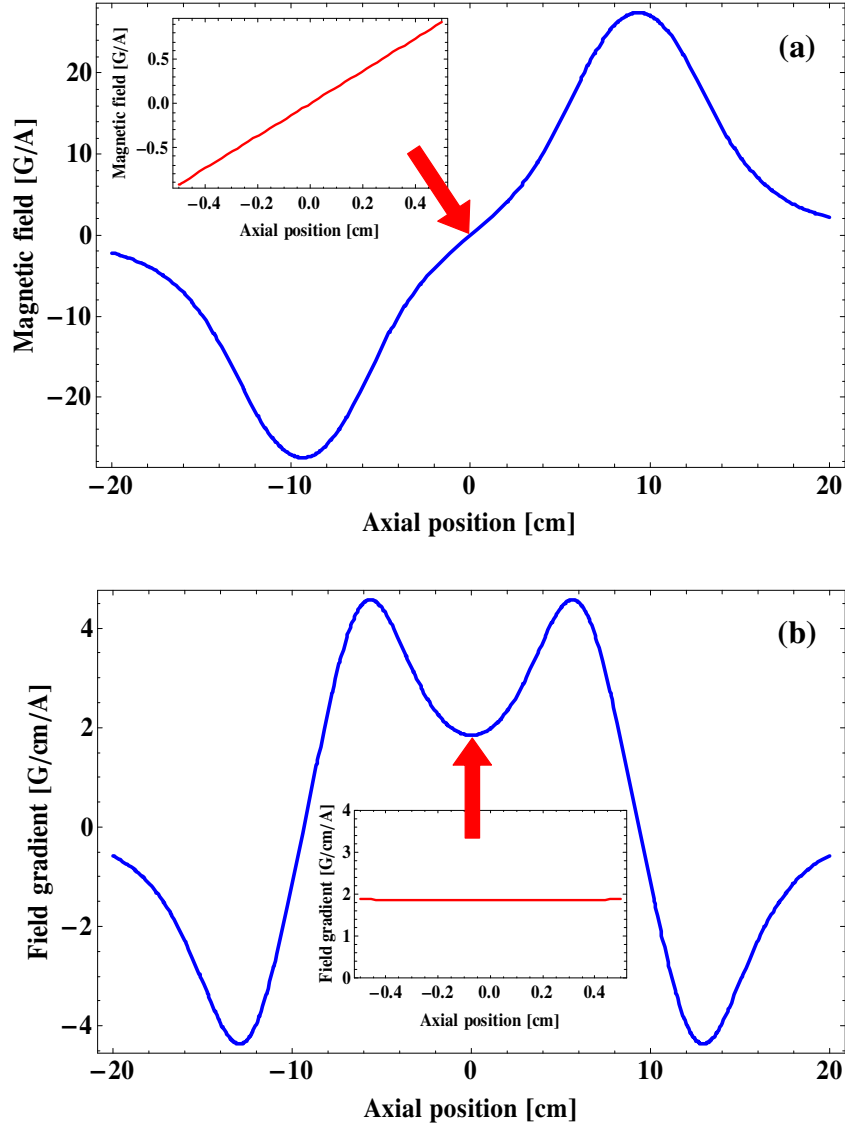 (a)
Magnetic field [G/A]
20
10
0
−10
−20
−20 −10 0 10 20
Axial position [cm]
Magnetic field [G/A]
0.5
0.0
−0.5
−0.4 −0.2 0.0 0.2 0.4
Axial position [cm]
(b)
Field gradient [G/cm/A]
4
2
0
−2
−4
−20 −10 0 10 20
Axial position [cm]
Field gradient [G/cm/A]
4
3
2
1
0
−0.4 −0.2 0.0 0.2 0.4
Axial position [cm]